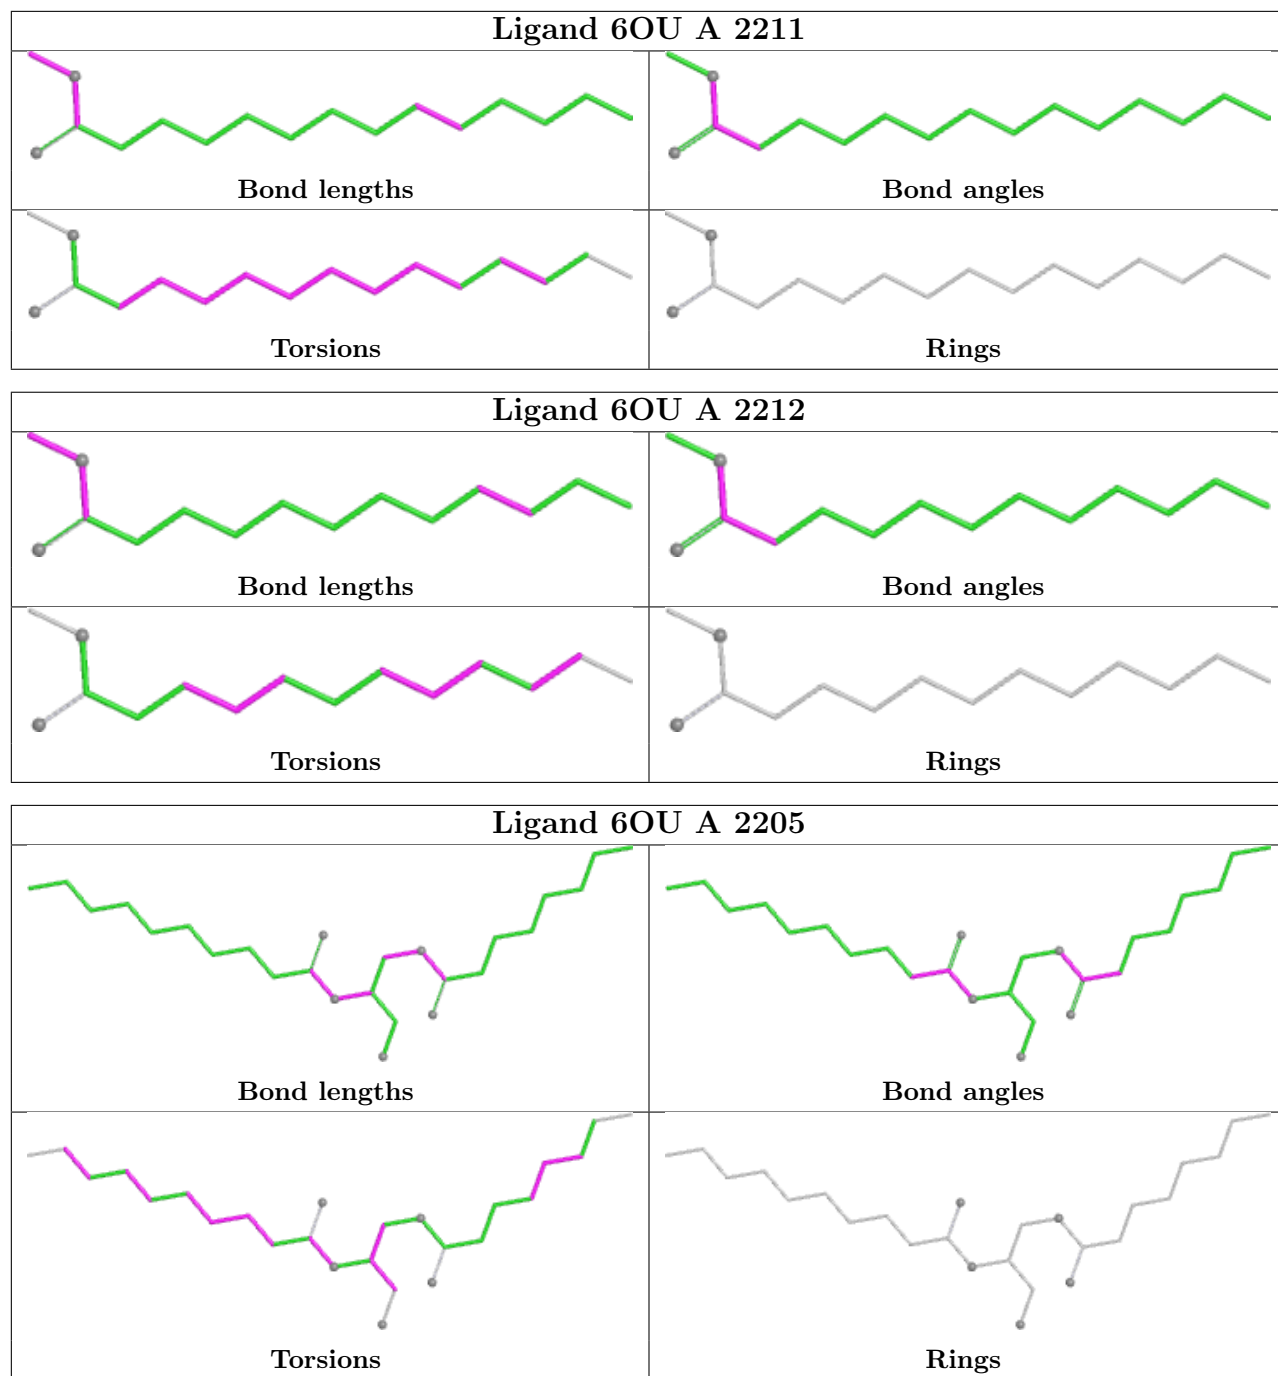 Ligand 6OU A 2211
Bond lengths
Bond angles
Torsions
Rings
Ligand 6OU A 2212
Bond lengths
Bond angles
Torsions
Rings
Ligand 6OU A 2205
Bond lengths
Bond angles
Torsions
Rings